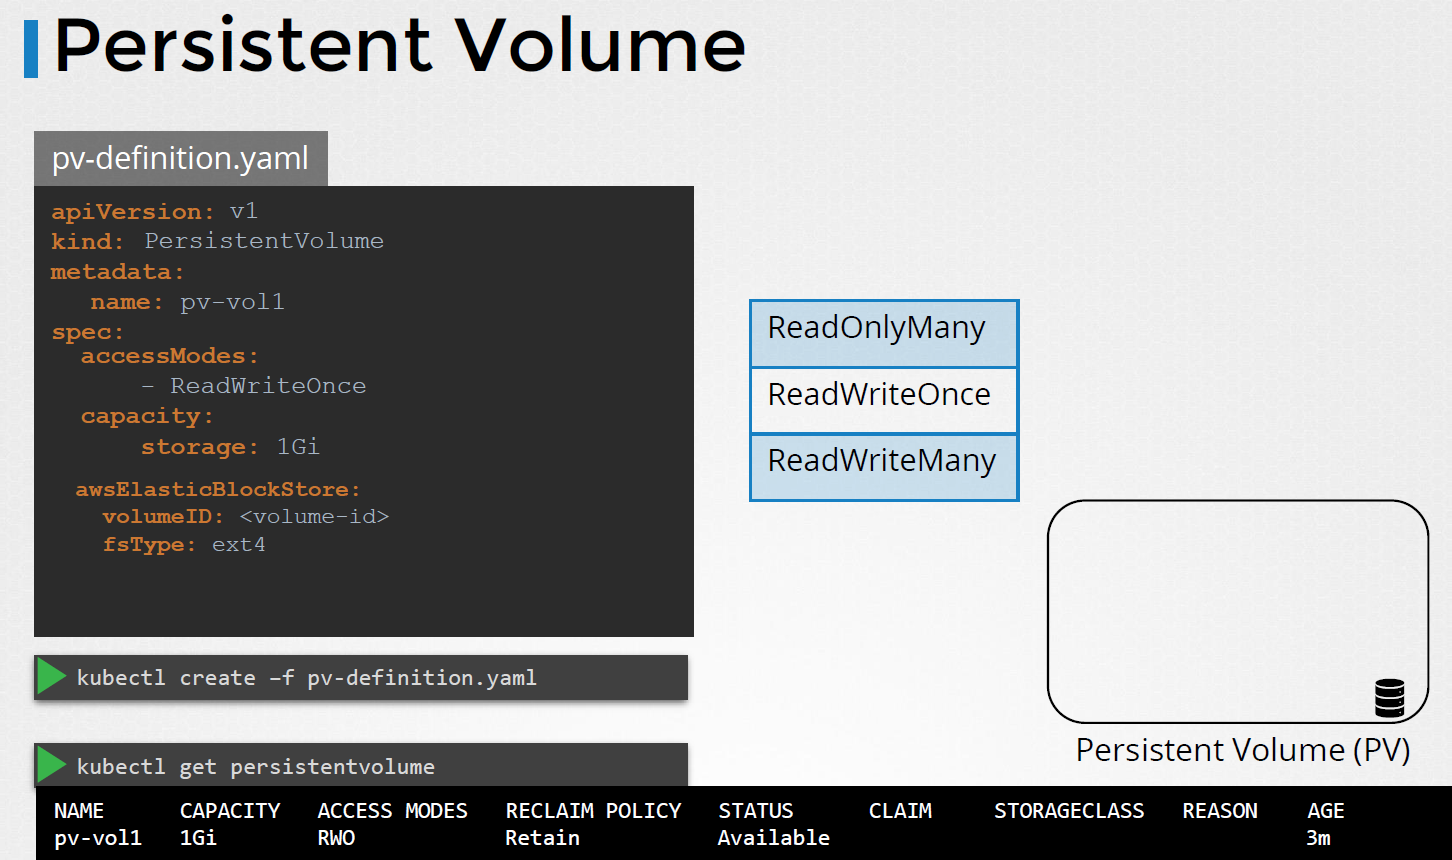 Persistent Volume
pv-definition.yaml
apiVersion: v1
kind: PersistentVolume
metadata:
name: pv-vol1
spec:
accessModes:
- ReadWriteOnce
capacity:
storage: 1Gi
awsElasticBlockStore:
volumeID: <volume-id>
fsType: ext4
ReadOnlyMany
ReadWriteOnce
ReadWriteMany
Persistent Volume (PV)
kubectl create –f pv-definition.yaml
kubectl get persistentvolume
NAME CAPACITY ACCESS MODES RECLAIM POLICY STATUS CLAIM STORAGECLASS REASON AGE
pv-vol1 1Gi RWO Retain Available 3m